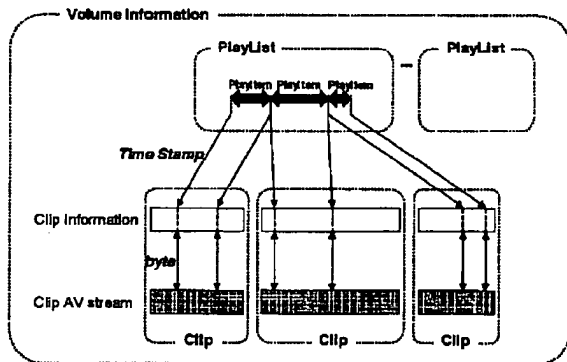 Volume Information
PlayList
PlayList
PlayItem PlayItem PlayItem
Time Stamp
Clip Information
byte
Clip AV stream
Clip
Clip
Clip